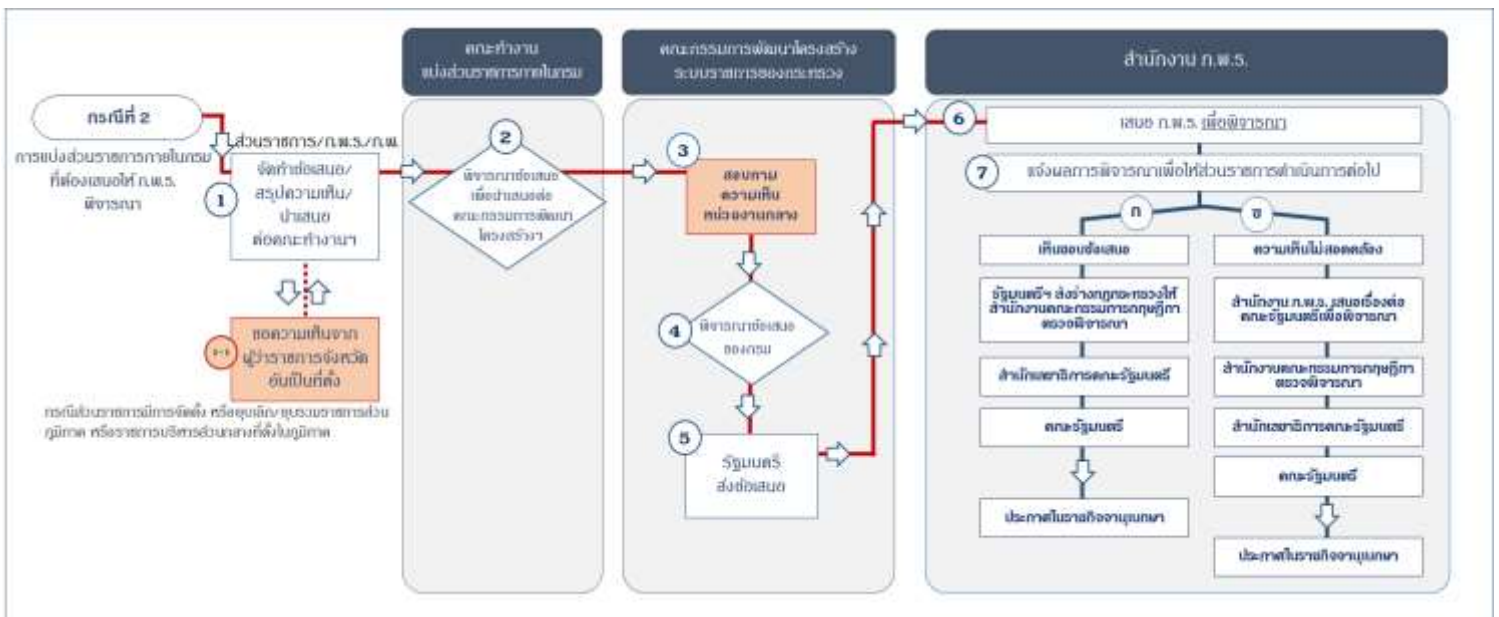 คณะทำงาน
แบ่งส่วนราชการภายในกรม
คณะกรรมการพัฒนาโครงสร้าง
ระบบราชการของกระทรวง
สำนักงาน ก.พ.ร.
กรณีที่ 2
การแบ่งส่วนราชการภายในกรม
ที่ต้องเสนอให้ ก.พ.ร.
พิจารณา
ส่วนราชการ/ก.พ.ร./ก.พ.
1
จัดทำข้อเสนอ/
สรุปความเห็น/
นำเสนอ
ต่อคณะทำงานฯ
ขอความเห็นจาก
ผู้ว่าราชการจังหวัด
อันเป็นที่ตั้ง
กรณีส่วนราชการมีการจัดตั้ง หรือยุบเลิก/ยุบรวมราชการส่วน
ภูมิภาค หรือราชการบริหารส่วนกลางที่ตั้งในภูมิภาค
2
พิจารณาข้อเสนอ
เพื่อนำเสนอต่อ
คณะกรรมการพัฒนา
โครงสร้างฯ
3
สอบถาม
ความเห็น
หน่วยงานกลาง
4
พิจารณาข้อเสนอ
ของกรม
5
รัฐมนตรี
ส่งข้อเสนอ
6
เสนอ ก.พ.ร. เพื่อพิจารณา
7
แจ้งผลการพิจารณาเพื่อให้ส่วนราชการดำเนินการต่อไป
ก
เห็นชอบข้อเสนอ
รัฐมนตรีฯ ส่งร่างกฎกระทรวงให้
สำนักงานคณะกรรมการกฤษฎีกา
ตรวจพิจารณา
สำนักเลขาธิการคณะรัฐมนตรี
คณะรัฐมนตรี
ประกาศในราชกิจจานุเบกษา
ข
ความเห็นไม่สอดคล้อง
สำนักงาน ก.พ.ร. เสนอเรื่องต่อ
คณะรัฐมนตรีเพื่อพิจารณา
สำนักงานคณะกรรมการกฤษฎีกา
ตรวจพิจารณา
สำนักเลขาธิการคณะรัฐมนตรี
คณะรัฐมนตรี
ประกาศในราชกิจจานุเบกษา